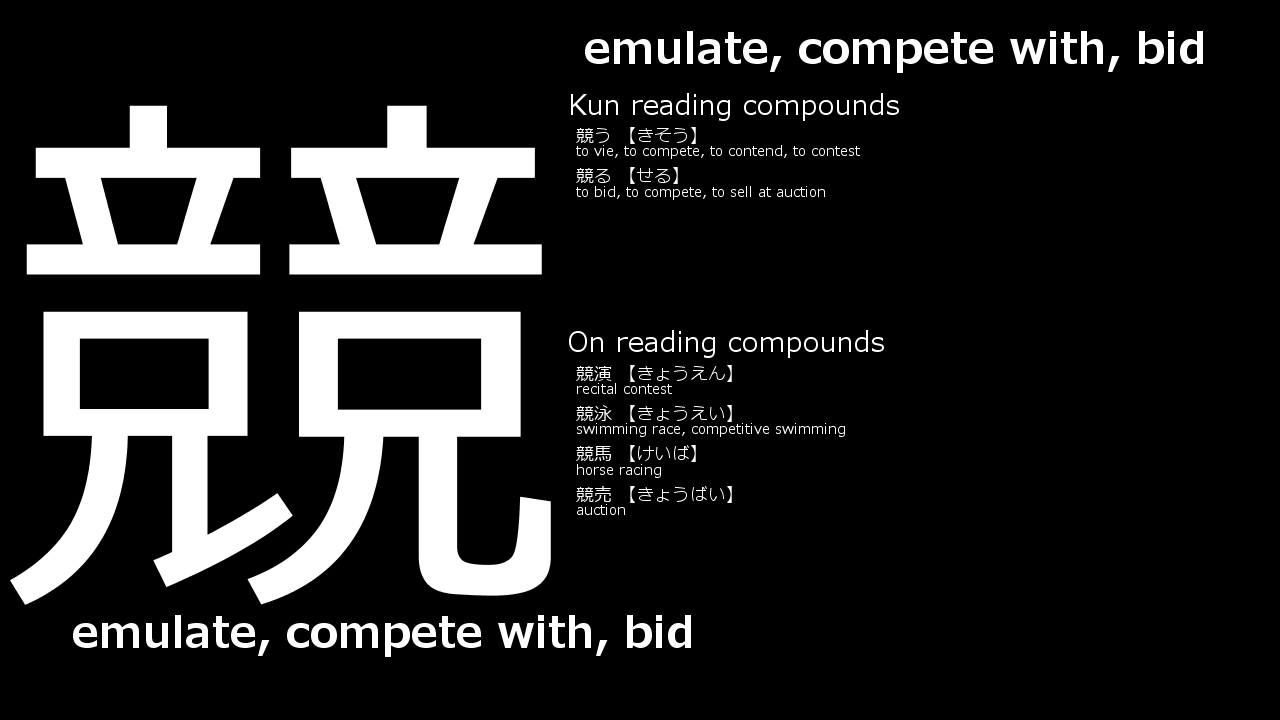 競
emulate, compete with, bid
Kun reading compounds
競う 【きそう】
to vie, to compete, to contend, to contest
競る 【せる】
to bid, to compete, to sell at auction
On reading compounds
競演 【きょうえん】
recital contest
競泳 【きょうえい】
swimming race, competitive swimming
競馬 【けいば】
horse racing
競売 【きょうばい】
auction
emulate, compete with, bid